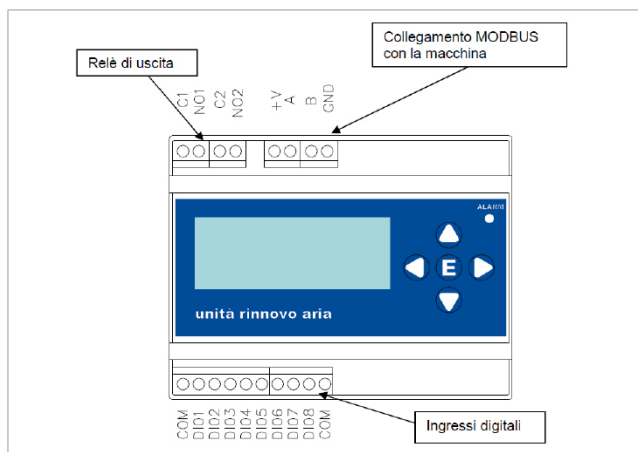 Collegamento MODBUS
con la macchina
Relè di uscita
C1
NO1
C2
NO2
+V
A
B
GND
ALARM
E
unità rinnovo aria
COM
DIO1
DIO2
DIO3
DIO4
DIO5
DIO6
DIO7
DIO8
COM
Ingressi digitali